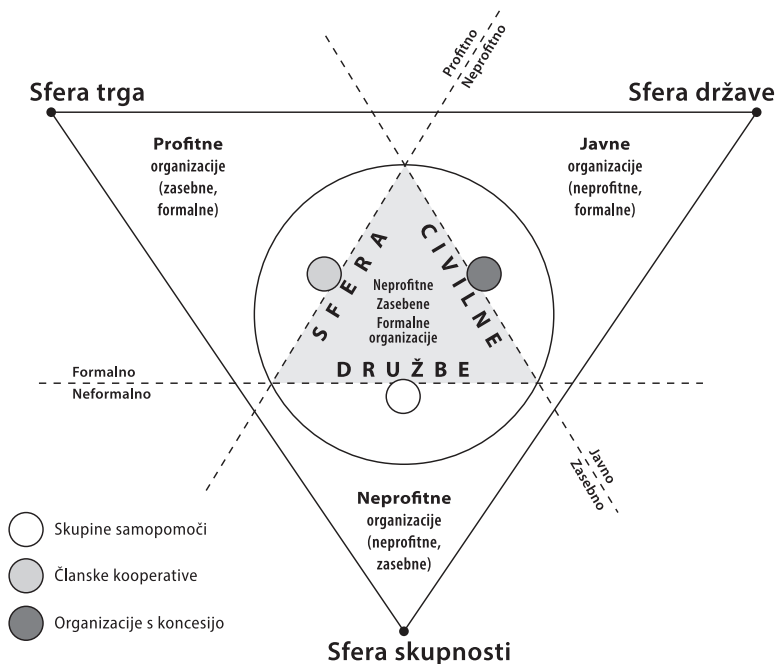 Profitno
Neprofitno
Sfera trga
Sfera države
Profitne
organizacije
(zasebne,
formalne)
Javne
organizacije
(neprofitne,
formalne)
SFERA
CIVILNE
DRUŽBE
Neprofitne
Zasebene
Formalne
organizacije
Formalno
Neformalno
Javno
Zasebno
Neprofitne
organizacije
(neprofitne,
zasebne)
Skupine samopomoči
Članske kooperative
Organizacije s koncesijo
Sfera skupnosti